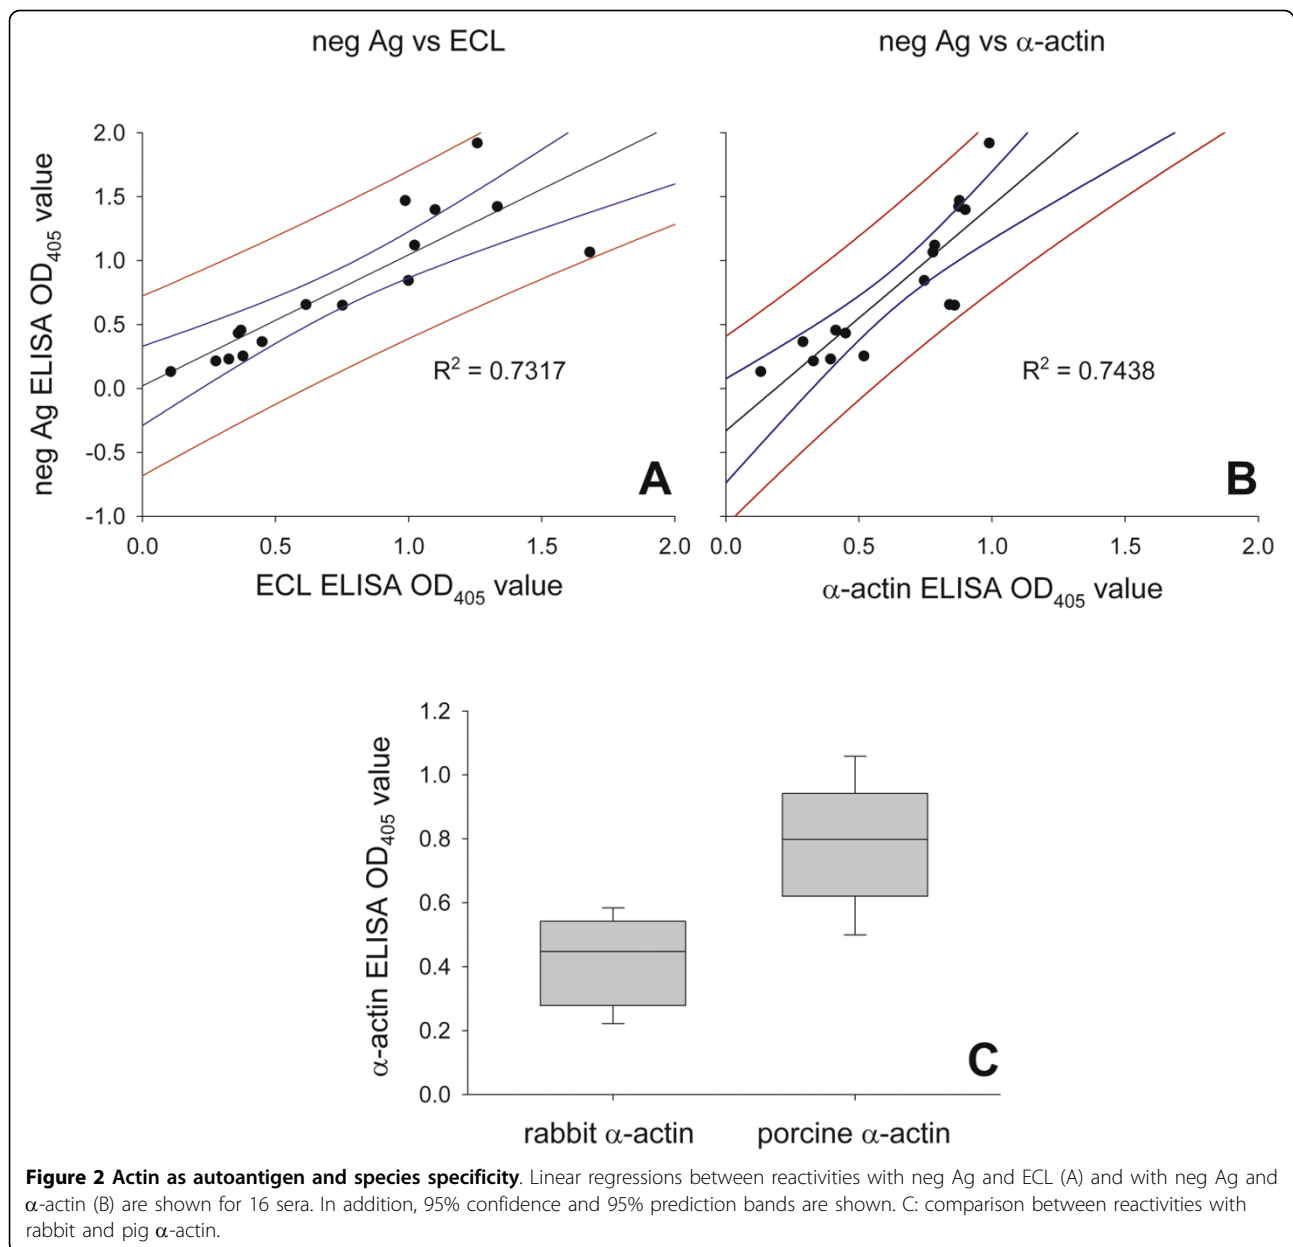 neg Ag vs ECL
neg Ag vs α-actin
neg Ag ELISA OD405 value
2.0
1.5
1.0
0.5
0.0
-0.5
-1.0
R2 = 0.7317
A
0.0 0.5 1.0 1.5 2.0
ECL ELISA OD405 value
R2 = 0.7438
B
0.0 0.5 1.0 1.5 2.0
α-actin ELISA OD405 value
α-actin ELISA OD405 value
1.2
1.0
0.8
0.6
0.4
0.2
0.0
C
rabbit α-actin porcine α-actin
Figure 2 Actin as autoantigen and species specificity. Linear regressions between reactivities with neg Ag and ECL (A) and with neg Ag and
α-actin (B) are shown for 16 sera. In addition, 95% confidence and 95% prediction bands are shown. C: comparison between reactivities with
rabbit and pig α-actin.